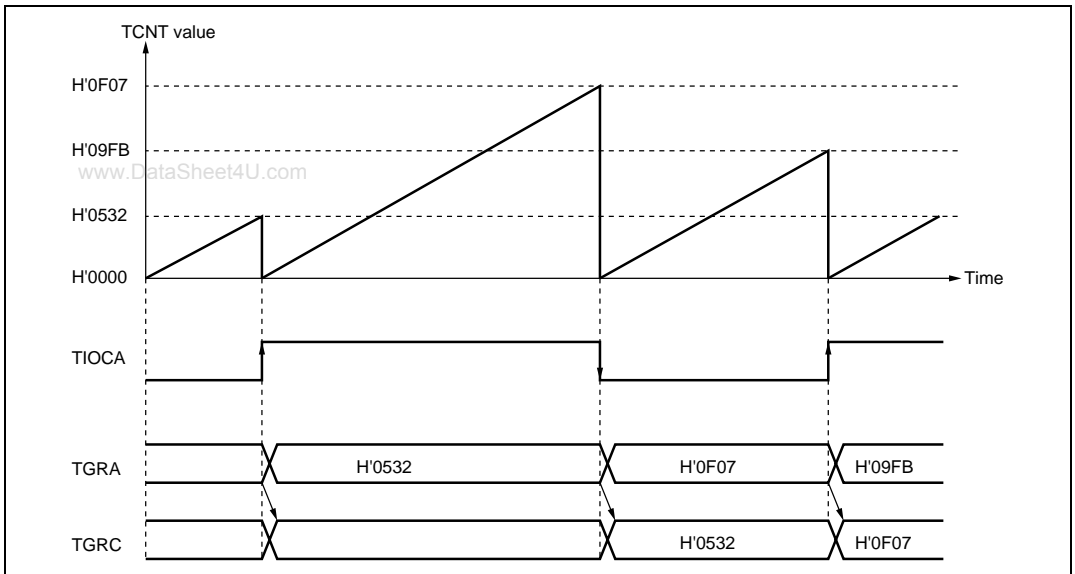 TCNT value
H'0F07
H'09FB
www.DataSheet4U.com
H'0532
H'0000
Time
TIOCA
TGRA H'0532 H'0F07 H'09FB
TGRC H'0532 H'0F07